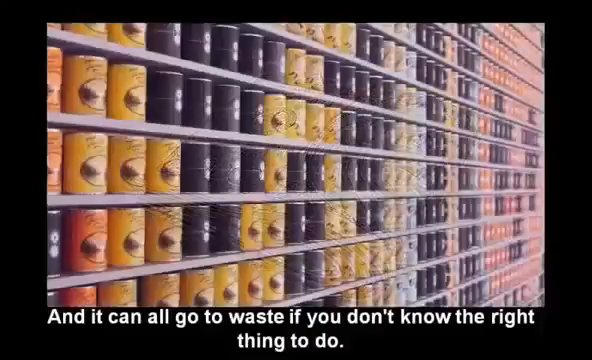 And it can all go to waste if you don't know the right
thing to do.